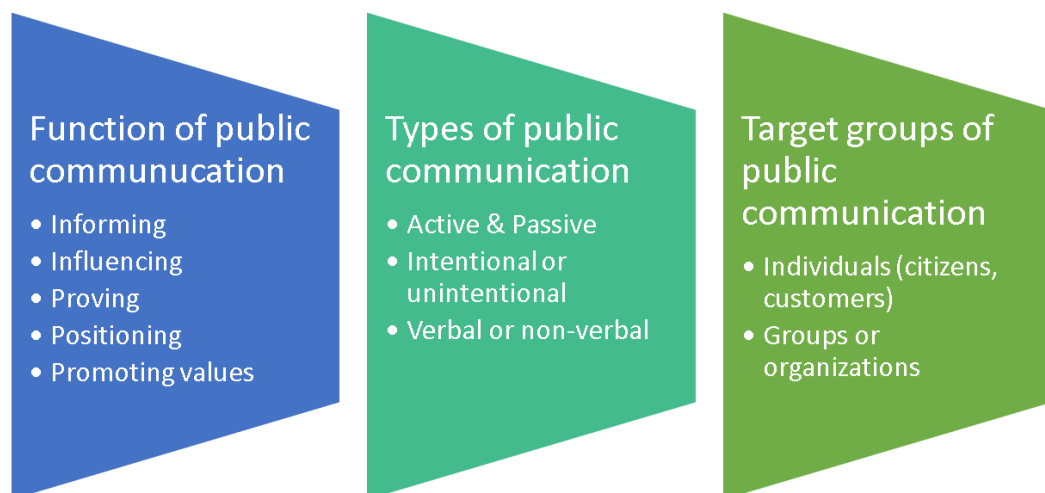 Function of public
communucation
• Informing
• Influencing
• Proving
• Positioning
• Promoting values
Types of public
communication
• Active & Passive
• Intentional or
unintentional
• Verbal or non-verbal
Target groups of
public
communication
• Individuals (citizens,
customers)
• Groups or
organizations